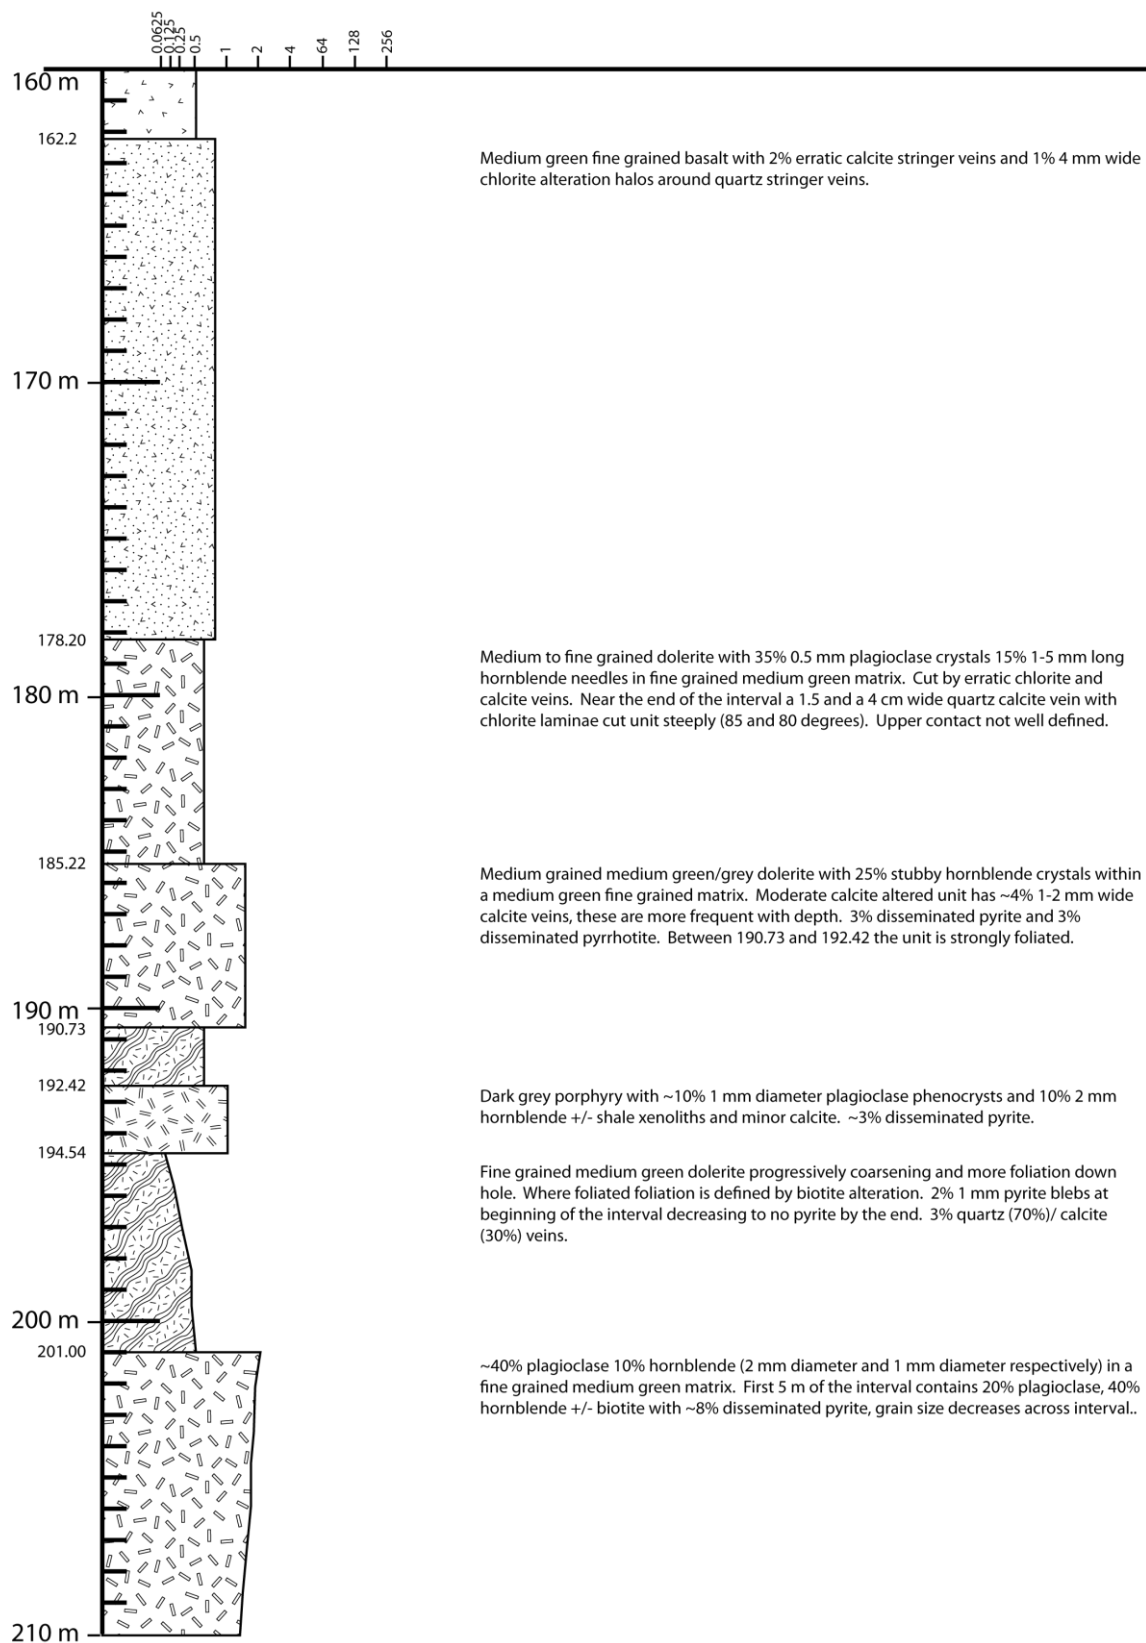 0.0625 0.125 0.25 0.5 1 2 4 64 128 256
160 m
162.2
Medium green fine grained basalt with 2% erratic calcite stringer veins and 1% 4 mm wide
chlorite alteration halos around quartz stringer veins.
170 m
178.20
Medium to fine grained dolerite with 35% 0.5 mm plagioclase crystals 15% 1-5 mm long
hornblende needles in fine grained medium green matrix. Cut by erratic chlorite and
calcite veins. Near the end of the interval a 1.5 and a 4 cm wide quartz calcite vein with
chlorite laminae cut unit steeply (85 and 80 degrees). Upper contact not well defined.
180 m
185.22
Medium grained medium green/grey dolerite with 25% stubby hornblende crystals within
a medium green fine grained matrix. Moderate calcite altered unit has ~4% 1-2 mm wide
calcite veins, these are more frequent with depth. 3% disseminated pyrite and 3%
disseminated pyrrhotite. Between 190.73 and 192.42 the unit is strongly foliated.
190 m
190.73
192.42
Dark grey porphyry with ~10% 1 mm diameter plagioclase phenocrysts and 10% 2 mm
hornblende +/- shale xenoliths and minor calcite. ~3% disseminated pyrite.
194.54
Fine grained medium green dolerite progressively coarsening and more foliation down
hole. Where foliated foliation is defined by biotite alteration. 2% 1 mm pyrite blebs at
beginning of the interval decreasing to no pyrite by the end. 3% quartz (70%)/ calcite
(30%) veins.
200 m
201.00
~40% plagioclase 10% hornblende (2 mm diameter and 1 mm diameter respectively) in a
fine grained medium green matrix. First 5 m of the interval contains 20% plagioclase, 40%
hornblende +/- biotite with ~8% disseminated pyrite, grain size decreases across interval..
210 m